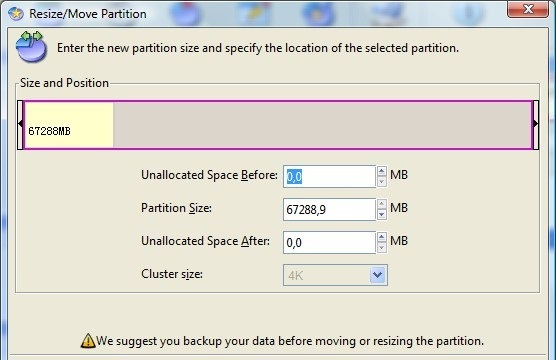 Resize/Move Partition
Enter the new partition size and specify the location of the selected partition.
Size and Position
67288MB
Unallocated Space Before: 0,0 MB
Partition Size: 67288,9 MB
Unallocated Space After: 0,0 MB
Cluster size: 4K
We suggest you backup your data before moving or resizing the partition.